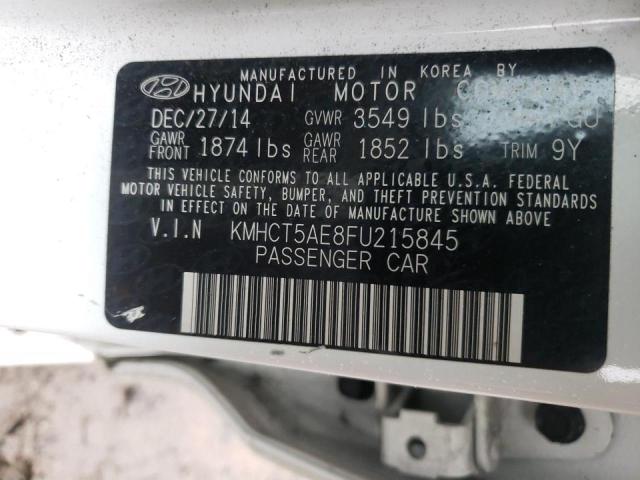 MANUFACTURED IN KOREA BY
HYUNDAI MOTOR
DEC/27/14 GVWR 3549 lbs
GAWR FRONT 1874 lbs GAWR REAR 1852 lbs TRIM 9Y
THIS VEHICLE CONFORMS TO ALL APPLICABLE U.S.A. FEDERAL
MOTOR VEHICLE SAFETY, BUMPER, AND THEFT PREVENTION STANDARDS
IN EFFECT ON THE DATE OF MANUFACTURE SHOWN ABOVE
V.I.N KMHCT5AE8FU215845
PASSENGER CAR